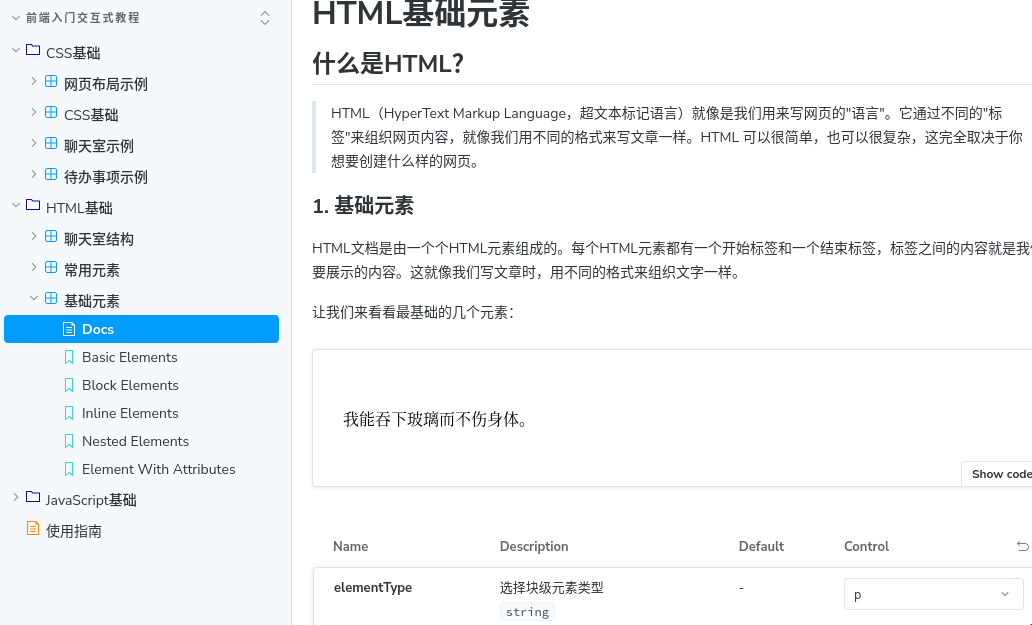 前端入门交互式教程
CSS基础
网页布局示例
CSS基础
聊天室示例
待办事项示例
HTML基础
聊天室结构
常用元素
基础元素
Docs
Basic Elements
Block Elements
Inline Elements
Nested Elements
Element With Attributes
JavaScript基础
使用指南
HTML基础元素
什么是HTML?
HTML（HyperText Markup Language，超文本标记语言）就像是我们用来写网页的"语言"。它通过不同的"标
签"来组织网页内容，就像我们用不同的格式来写文章一样。HTML 可以很简单，也可以很复杂，这完全取决于你
想要创建什么样的网页。
1. 基础元素
HTML文档是由一个个HTML元素组成的。每个HTML元素都有一个开始标签和一个结束标签，标签之间的内容就是我们
要展示的内容。这就像我们写文章时，用不同的格式来组织文字一样。
让我们来看看最基础的几个元素：
我能吞下玻璃而不伤身体。
Show code
Name Description Default Control
elementType 选择块级元素类型 - p
string